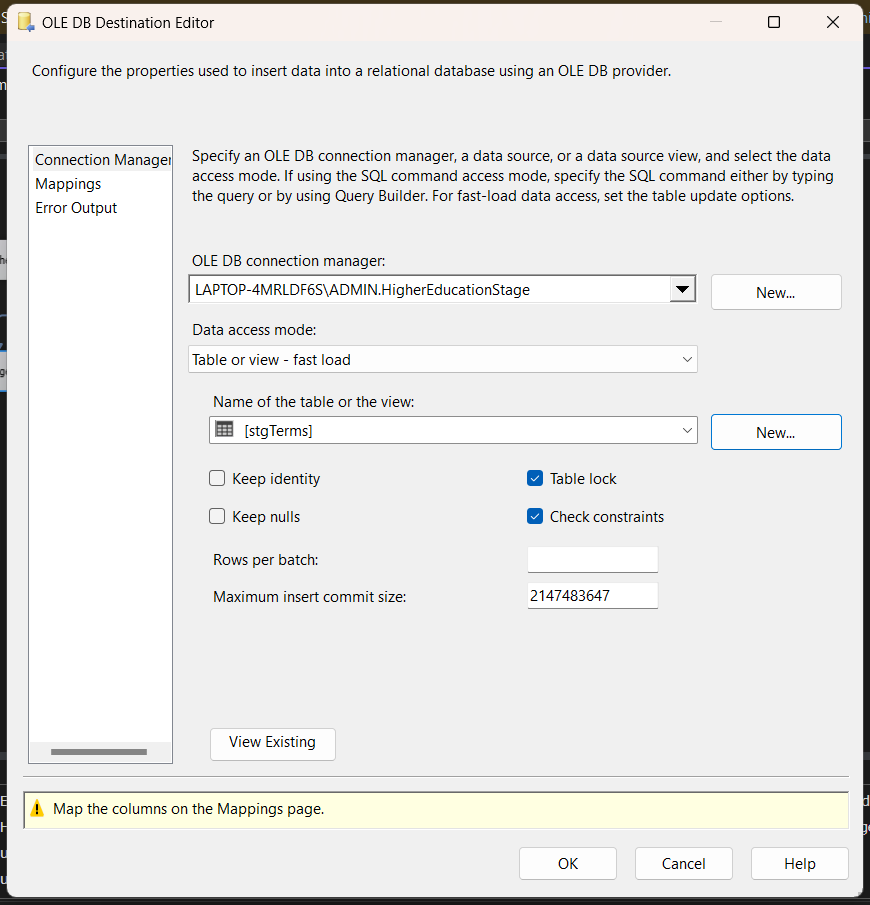 OLE DB Destination Editor
Configure the properties used to insert data into a relational database using an OLE DB provider.
Connection Manager
Mappings
Error Output
Specify an OLE DB connection manager, a data source, or a data source view, and select the data
access mode. If using the SQL command access mode, specify the SQL command either by typing
the query or by using Query Builder. For fast-load data access, set the table update options.
OLE DB connection manager:
LAPTOP-4MRLDF6S\ADMIN.HigherEducationStage
New...
Data access mode:
Table or view - fast load
Name of the table or the view:
[stgTerms]
New...
Keep identity
Table lock
Keep nulls
Check constraints
Rows per batch:
Maximum insert commit size:
2147483647
View Existing
Map the columns on the Mappings page.
OK
Cancel
Help